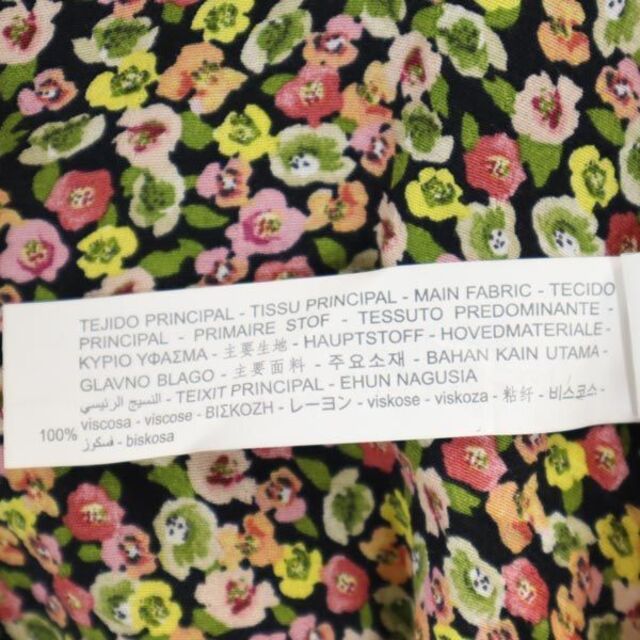 TEJIDO PRINCIPAL - TISSU PRINCIPAL - MAIN FABRIC - TECIDO
PRINCIPAL - PRIMAIRE STOF - TESSUTO PREDOMINANTE -
ΚΥΡΙΟ ΥΦΑΣΜΑ - 主要生地 - HAUPTSTOFF - HOVEDMATERIALE -
GLAVNO BLAGO - 主要面料 - 주요소재 - BAHAN KAIN UTAMA -
النسيج الرئيسي - TEIXIT PRINCIPAL - EHUN NAGUSIA
100% viscosa - viscose - ΒΙΣΚΟΖΗ - レーヨン - viskose - viskoza - 粘纤 - 비스코스 -
فسكوز - biskosa